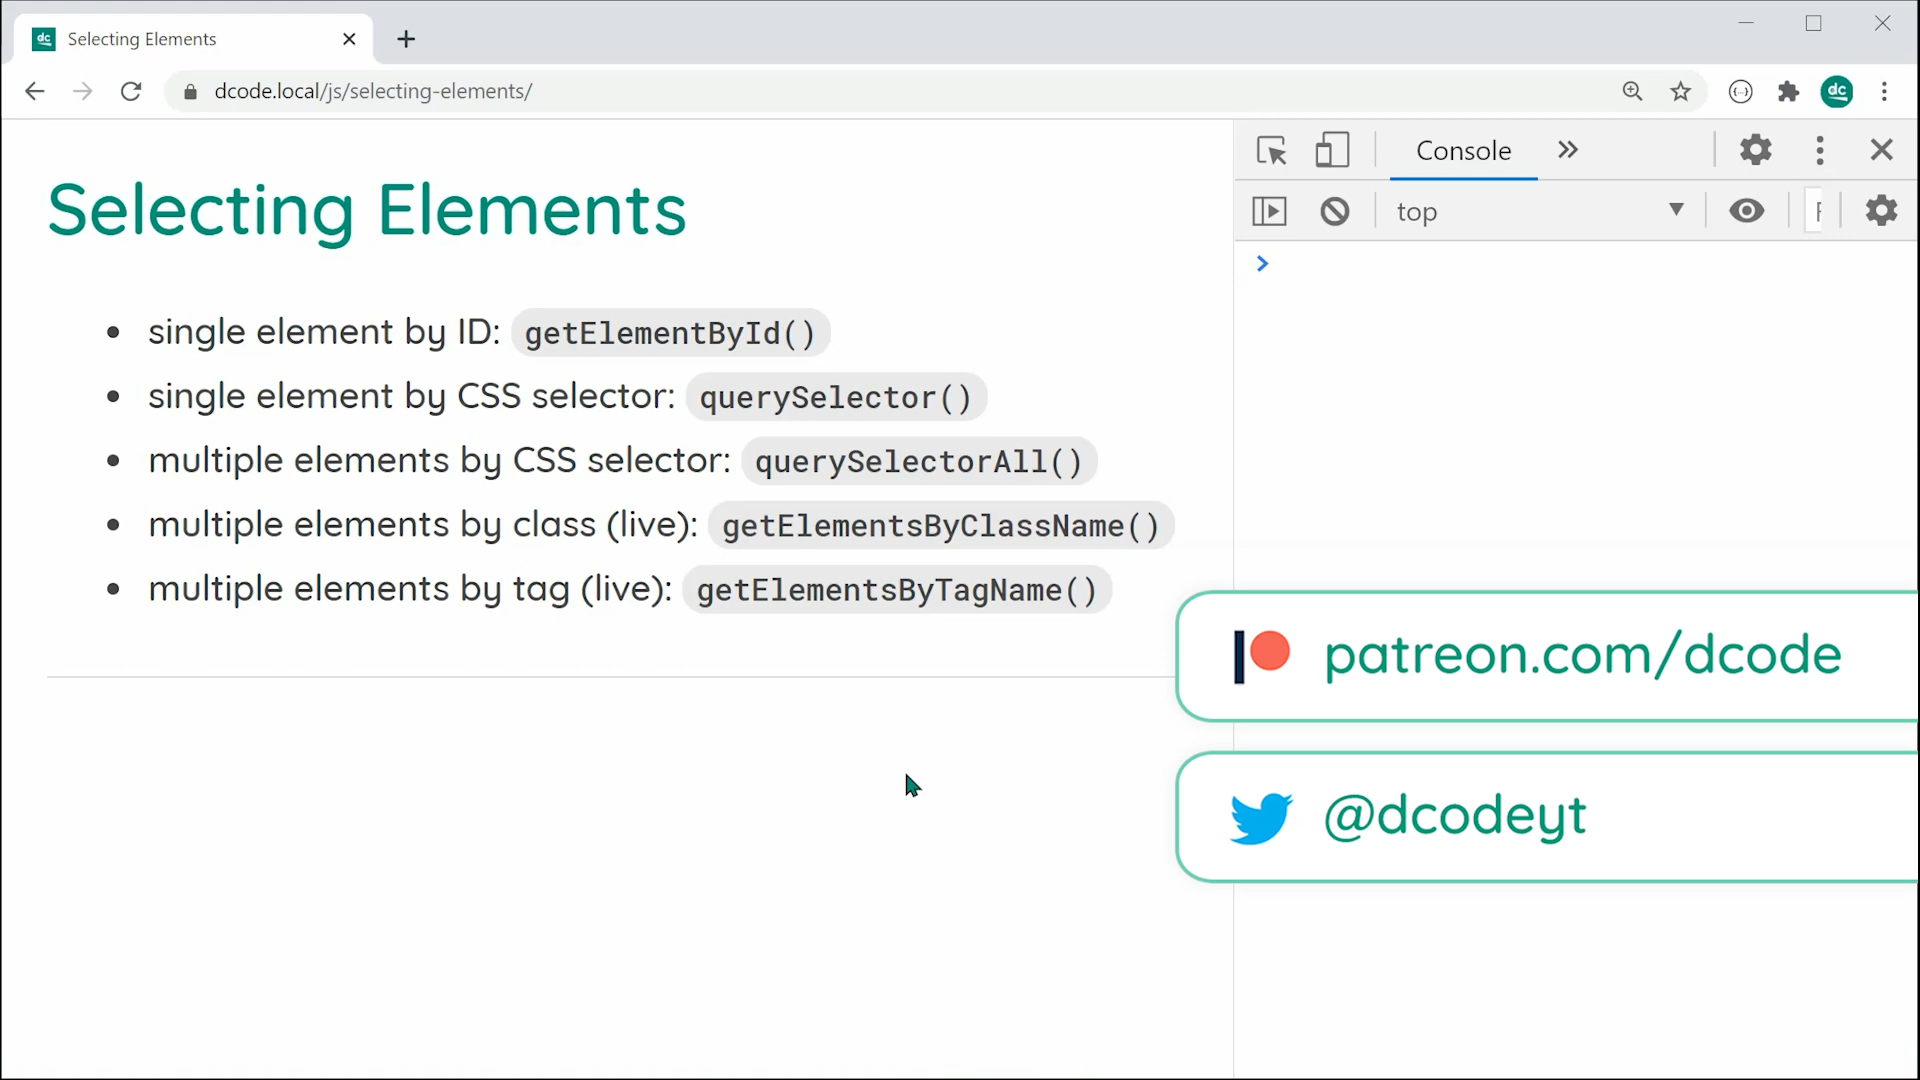 dc Selecting Elements
dcode.local/js/selecting-elements/
dc
Console
top
Selecting Elements
single element by ID: getElementById()
single element by CSS selector: querySelector()
multiple elements by CSS selector: querySelectorAll()
multiple elements by class (live): getElementsByClassName()
multiple elements by tag (live): getElementsByTagName()
patreon.com/dcode
@dcodeyt